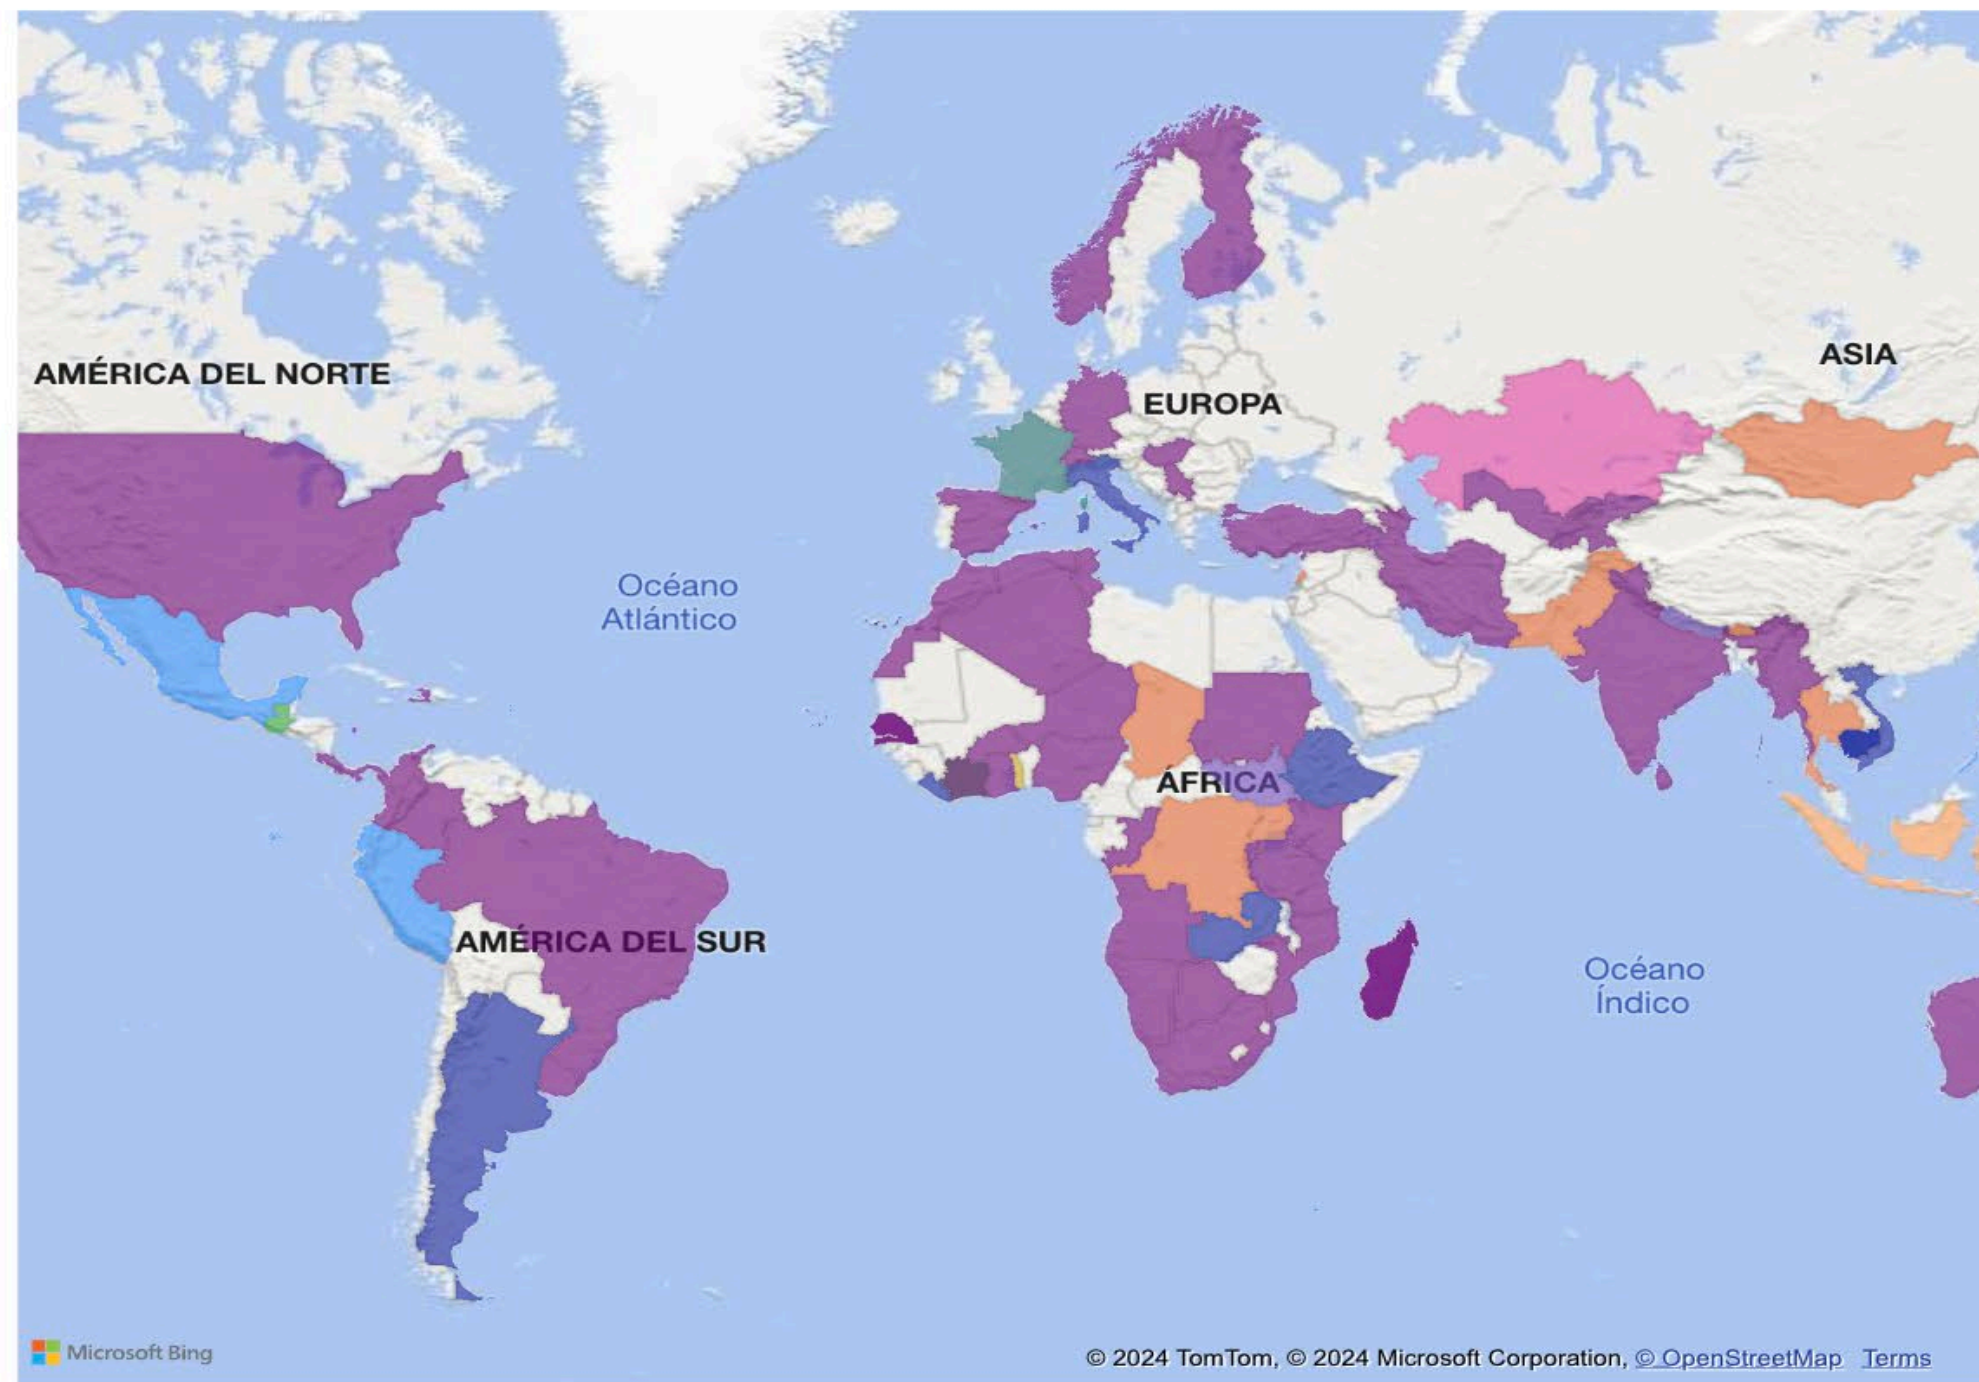 AMÉRICA DEL NORTE
ASIA
EUROPA
Océano
Atlántico
ÁFRICA
AMÉRICA DEL SUR
Océano
Índico
Microsoft Bing
© 2024 TomTom, © 2024 Microsoft Corporation, © OpenStreetMap Terms